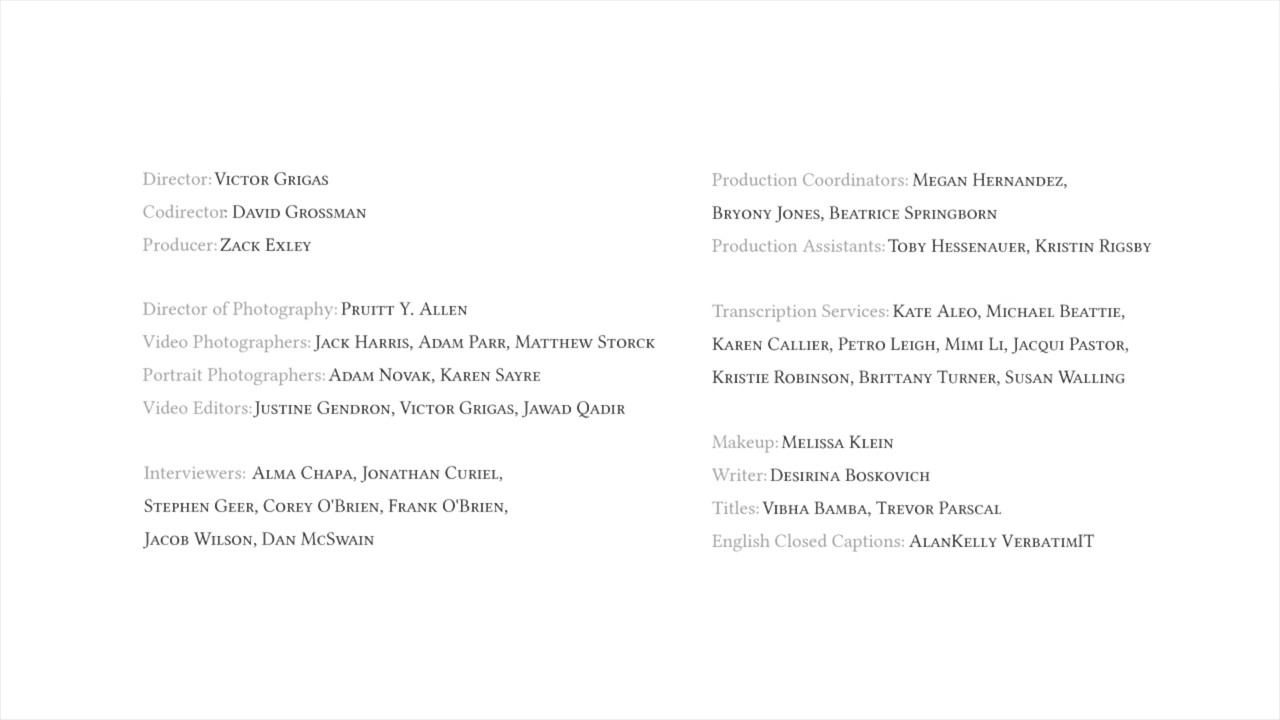 Director: Victor Grigas
Codirector: David Grossman
Producer: Zack Exley
Director of Photography: Pruitt Y. Allen
Video Photographers: Jack Harris, Adam Parr, Matthew Storck
Portrait Photographers: Adam Novak, Karen Sayre
Video Editors: Justine Gendron, Victor Grigas, Jawad Qadir
Interviewers: Alma Chapa, Jonathan Curiel,
Stephen Geer, Corey O'Brien, Frank O'Brien,
Jacob Wilson, Dan McSwain
Production Coordinators: Megan Hernandez,
Bryony Jones, Beatrice Springborn
Production Assistants: Toby Hessenauer, Kristin Rigsby
Transcription Services: Kate Aleo, Michael Beattie,
Karen Callier, Petro Leigh, Mimi Li, Jacqui Pastor,
Kristie Robinson, Brittany Turner, Susan Walling
Makeup: Melissa Klein
Writer: Desirina Boskovich
Titles: Vibha Bamba, Trevor Parscal
English Closed Captions: AlanKelly VerbatimIT